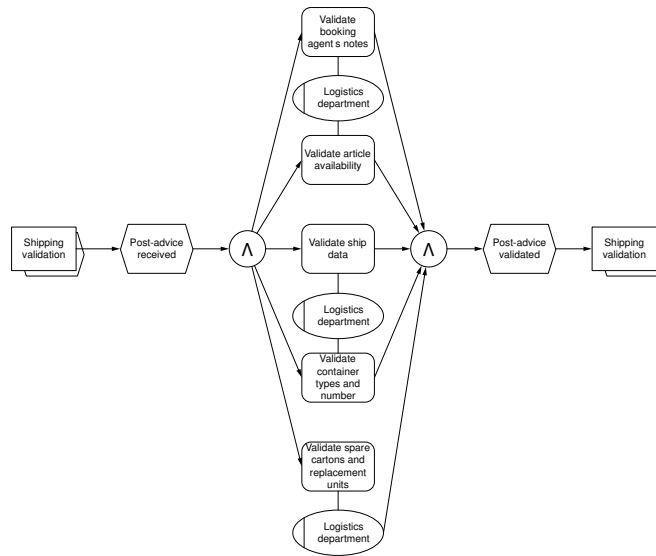 Validate
booking
agent s notes
Logistics
department
Validate article
availability
Shipping
validation
Post-advice
received
Λ
Validate ship
data
Λ
Post-advice
validated
Shipping
validation
Logistics
department
Validate
container
types and
number
Validate spare
cartons and
replacement
units
Logistics
department